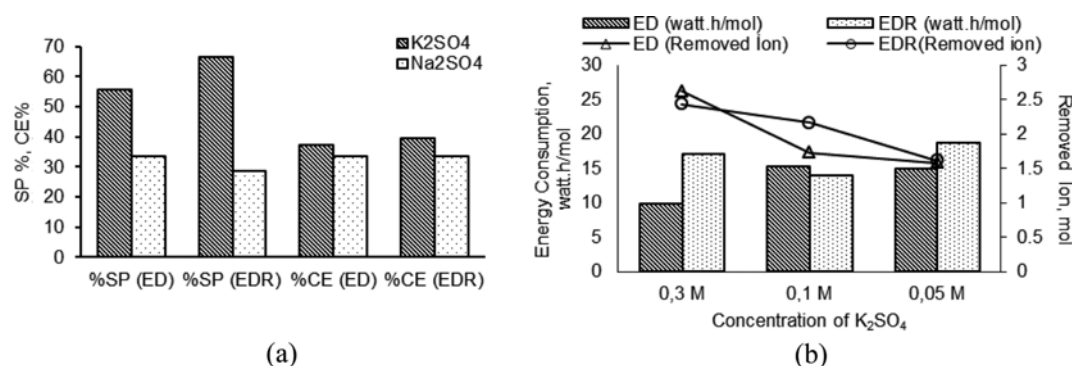 K2SO4
Na2SO4
70
60
50
40
30
20
10
0
SP %, CE%
%SP (ED) %SP (EDR) %CE (ED) %CE (EDR)
(a)
ED (watt.h/mol) EDR (watt.h/mol)
ED (Removed İon) EDR(Removed ion)
30
25
20
15
10
5
0
Energy Consumption,
watt.h/mol
3
2.5
2
1.5
1
0.5
0
Removed Ion, mol
0,3 M 0,1 M 0,05 M
Concentration of K₂SO₄
(b)